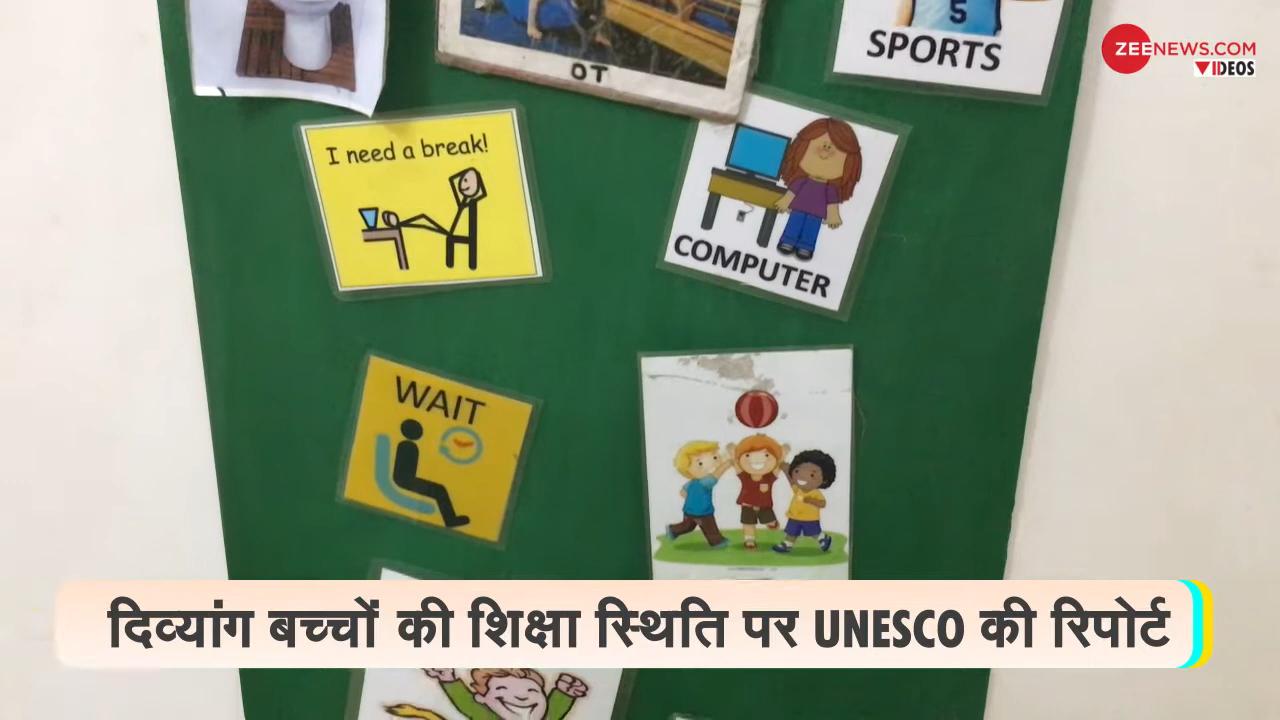 OT
5
SPORTS
ZEENEWS.COM
VIDEOS
I need a break!
COMPUTER
WAIT
दिव्यांग बच्चों की शिक्षा स्थिति पर UNESCO की रिपोर्ट